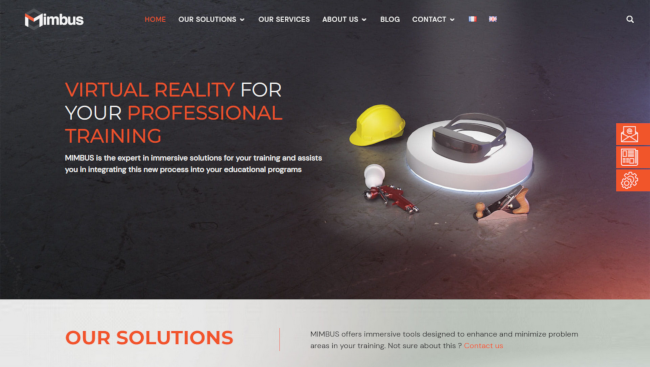 Mimbus
HOME OUR SOLUTIONS OUR SERVICES ABOUT US BLOG CONTACT
VIRTUAL REALITY FOR
YOUR PROFESSIONAL
TRAINING
MIMBUS is the expert in immersive solutions for your training and assists
you in integrating this new process into your educational programs
OUR SOLUTIONS
MIMBUS offers immersive tools designed to enhance and minimize problem
areas in your training. Not sure about this ? Contact us